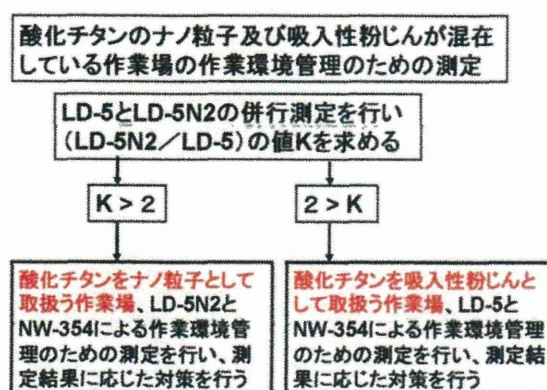 酸化チタンのナノ粒子及び吸入性粉じんが混在
している作業場の作業環境管理のための測定
LD-5とLD-5N2の併行測定を行い
(LD-5N2/LD-5)の値Kを求める
K > 2
2 > K
酸化チタンをナノ粒子として
取扱う作業場、LD-5N2と
NW-354による作業環境管
理のための測定を行い、測
定結果に応じた対策を行う
酸化チタンを吸入性粉じんと
して取扱う作業場、LD-5と
NW-354による作業環境管理
のための測定を行い、測定結
果に応じた対策を行う